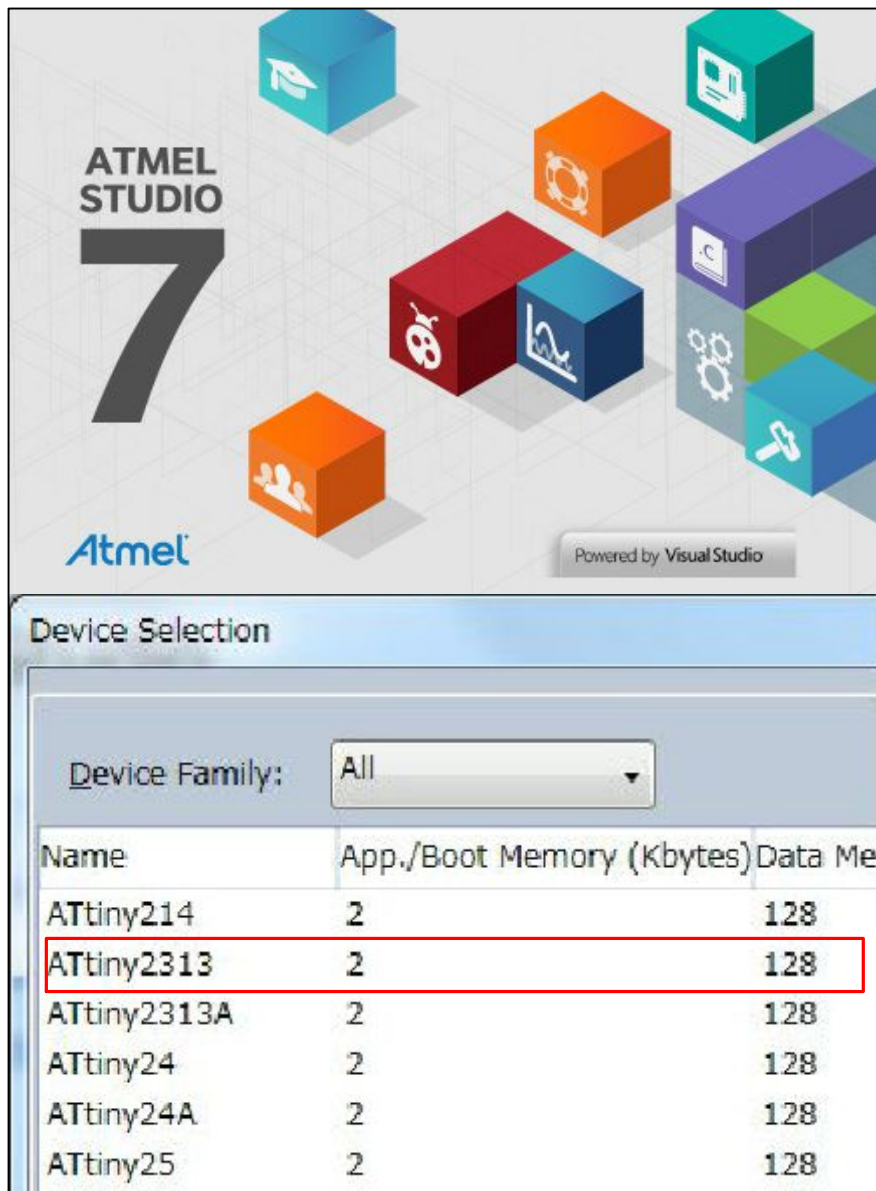 ATMEL
STUDIO
7
.C
Atmel
Powered by Visual Studio
Device Selection
Device Family: All
Name App./Boot Memory (Kbytes) Data Me
ATtiny214 2 128
ATtiny2313 2 128
ATtiny2313A 2 128
ATtiny24 2 128
ATtiny24A 2 128
ATtiny25 2 128